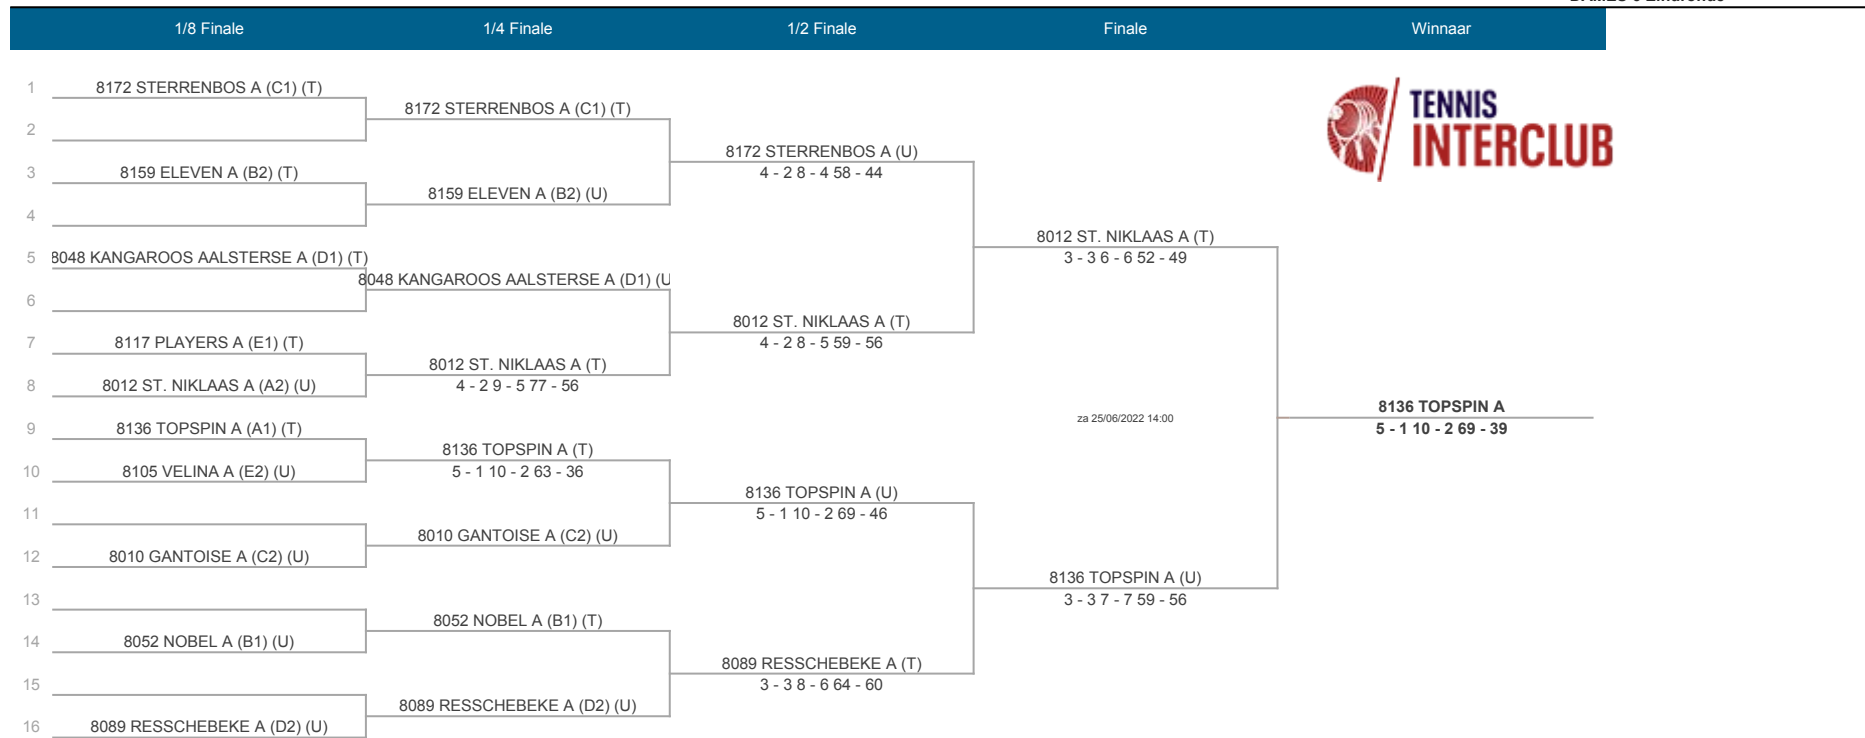 1/8 Finale 1/4 Finale 1/2 Finale Finale Winnaar
TENNIS
INTERCLUB
1 8172 STERRENBOS A (C1) (T)
2
3 8159 ELEVEN A (B2) (T)
4
5 8048 KANGAROOS AALSTERSE A (D1) (T)
6
7 8117 PLAYERS A (E1) (T)
8 8012 ST. NIKLAAS A (A2) (U)
9 8136 TOPSPIN A (A1) (T)
10 8105 VELINA A (E2) (U)
11
12 8010 GANTOISE A (C2) (U)
13
14 8052 NOBEL A (B1) (U)
15
16 8089 RESSCHEBEKE A (D2) (U)
8172 STERRENBOS A (C1) (T)
8159 ELEVEN A (B2) (U)
8048 KANGAROOS AALSTERSE A (D1) (U
8012 ST. NIKLAAS A (T)
4 - 2 9 - 5 77 - 56
8136 TOPSPIN A (T)
5 - 1 10 - 2 63 - 36
8010 GANTOISE A (C2) (U)
8052 NOBEL A (B1) (T)
8089 RESSCHEBEKE A (D2) (U)
8172 STERRENBOS A (U)
4 - 2 8 - 4 58 - 44
8012 ST. NIKLAAS A (T)
4 - 2 8 - 5 59 - 56
8136 TOPSPIN A (U)
5 - 1 10 - 2 69 - 46
8089 RESSCHEBEKE A (T)
3 - 3 8 - 6 64 - 60
8012 ST. NIKLAAS A (T)
3 - 3 6 - 6 52 - 49
za 25/06/2022 14:00
8136 TOPSPIN A (U)
3 - 3 7 - 7 59 - 56
8136 TOPSPIN A
5 - 1 10 - 2 69 - 39